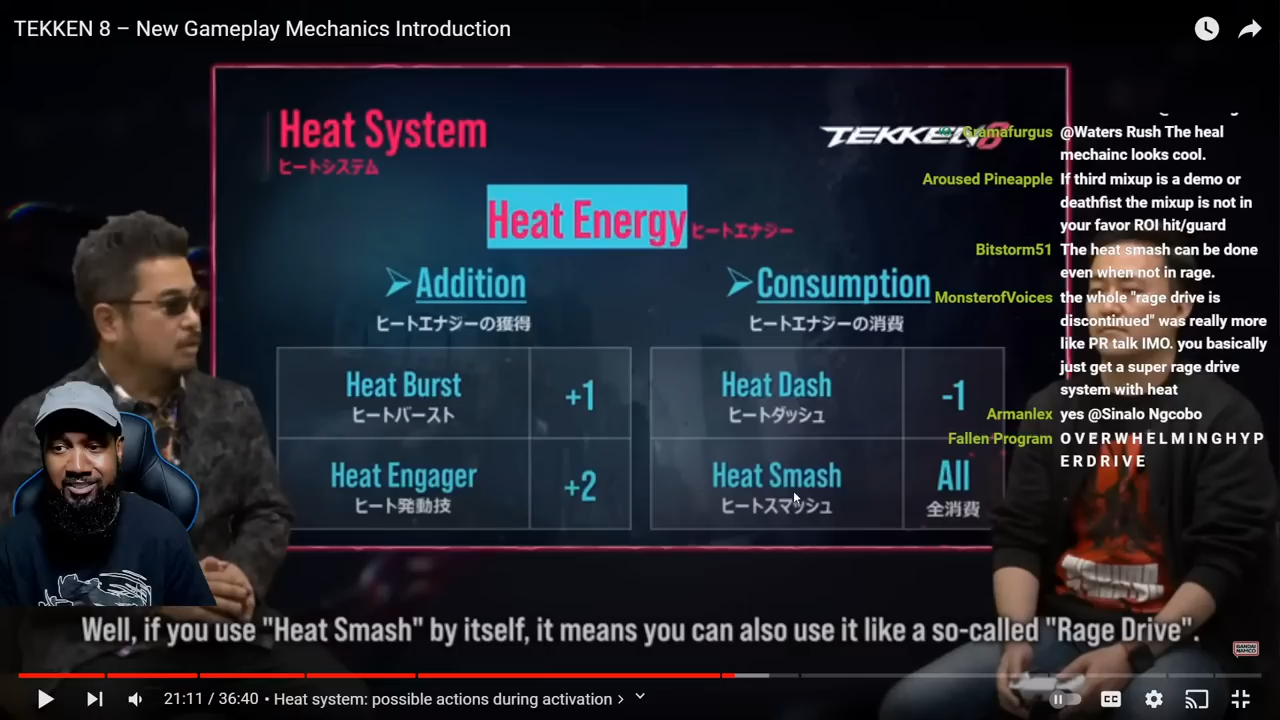 TEKKEN 8 – New Gameplay Mechanics Introduction
Heat System
ヒートシステム
TEKKEN 8
Heat Energy ヒートエナジー
Addition
ヒートエナジーの獲得
Heat Burst
ヒートバースト
+1
Heat Engager
ヒート発動技
+2
Consumption
ヒートエナジーの消費
Heat Dash
ヒートダッシュ
-1
Heat Smash
ヒートスマッシュ
All
全消費
Gramafurgus @Waters Rush The heal
mechainc looks cool.
Aroused Pineapple If third mixup is a demo or
deathfist the mixup is not in
your favor ROI hit/guard
Bitstorm51 The heat smash can be done
even when not in rage.
MonsterofVoices the whole "rage drive is
discontinued" was really more
like PR talk IMO. you basically
just get a super rage drive
system with heat
Armanlex yes @Sinalo Ngcobo
Fallen Program O V E R W H E L M I N G H Y P
E R D R I V E
Well, if you use "Heat Smash" by itself, it means you can also use it like a so-called "Rage Drive".
BANDAI
NAMCO
21:11 / 36:40 • Heat system: possible actions during activation
CC